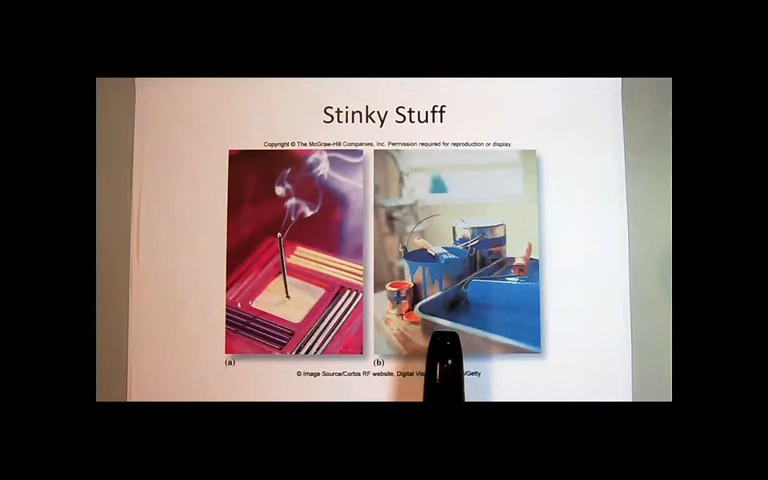 Stinky Stuff
Copyright © The McGraw-Hill Companies, Inc. Permission required for reproduction or display.
(a)
(b)
© Image Source/Corbis RF website, Digital /Getty